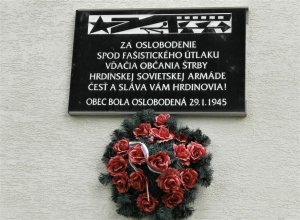 ZA OSLOBODENIE
SPOD FAŠISTICKÉHO ÚTLAKU
VĎAČIA OBČANIA ŠTRBY
HRDINSKEJ SOVIETSKEJ ARMÁDE
ČESŤ A SLÁVA VÁM HRDINOVIA!
OBEC BOLA OSLOBODENÁ 29.1.1945